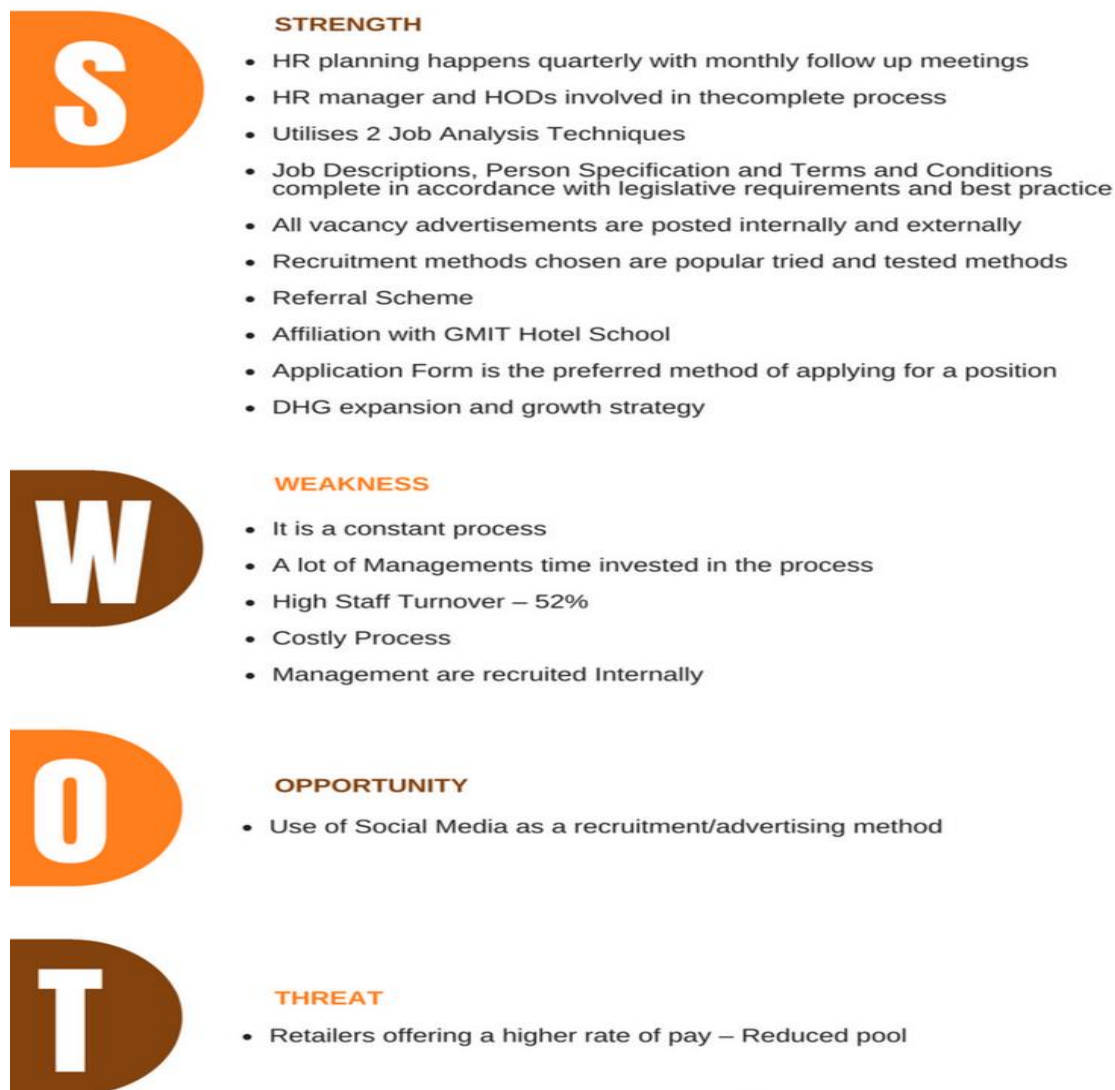 S
STRENGTH
• HR planning happens quarterly with monthly follow up meetings
• HR manager and HODs involved in thecomplete process
• Utilises 2 Job Analysis Techniques
• Job Descriptions, Person Specification and Terms and Conditions
complete in accordance with legislative requirements and best practice
• All vacancy advertisements are posted internally and externally
• Recruitment methods chosen are popular tried and tested methods
• Referral Scheme
• Affiliation with GMIT Hotel School
• Application Form is the preferred method of applying for a position
• DHG expansion and growth strategy
W
WEAKNESS
• It is a constant process
• A lot of Managements time invested in the process
• High Staff Turnover – 52%
• Costly Process
• Management are recruited Internally
O
OPPORTUNITY
• Use of Social Media as a recruitment/advertising method
T
THREAT
• Retailers offering a higher rate of pay – Reduced pool